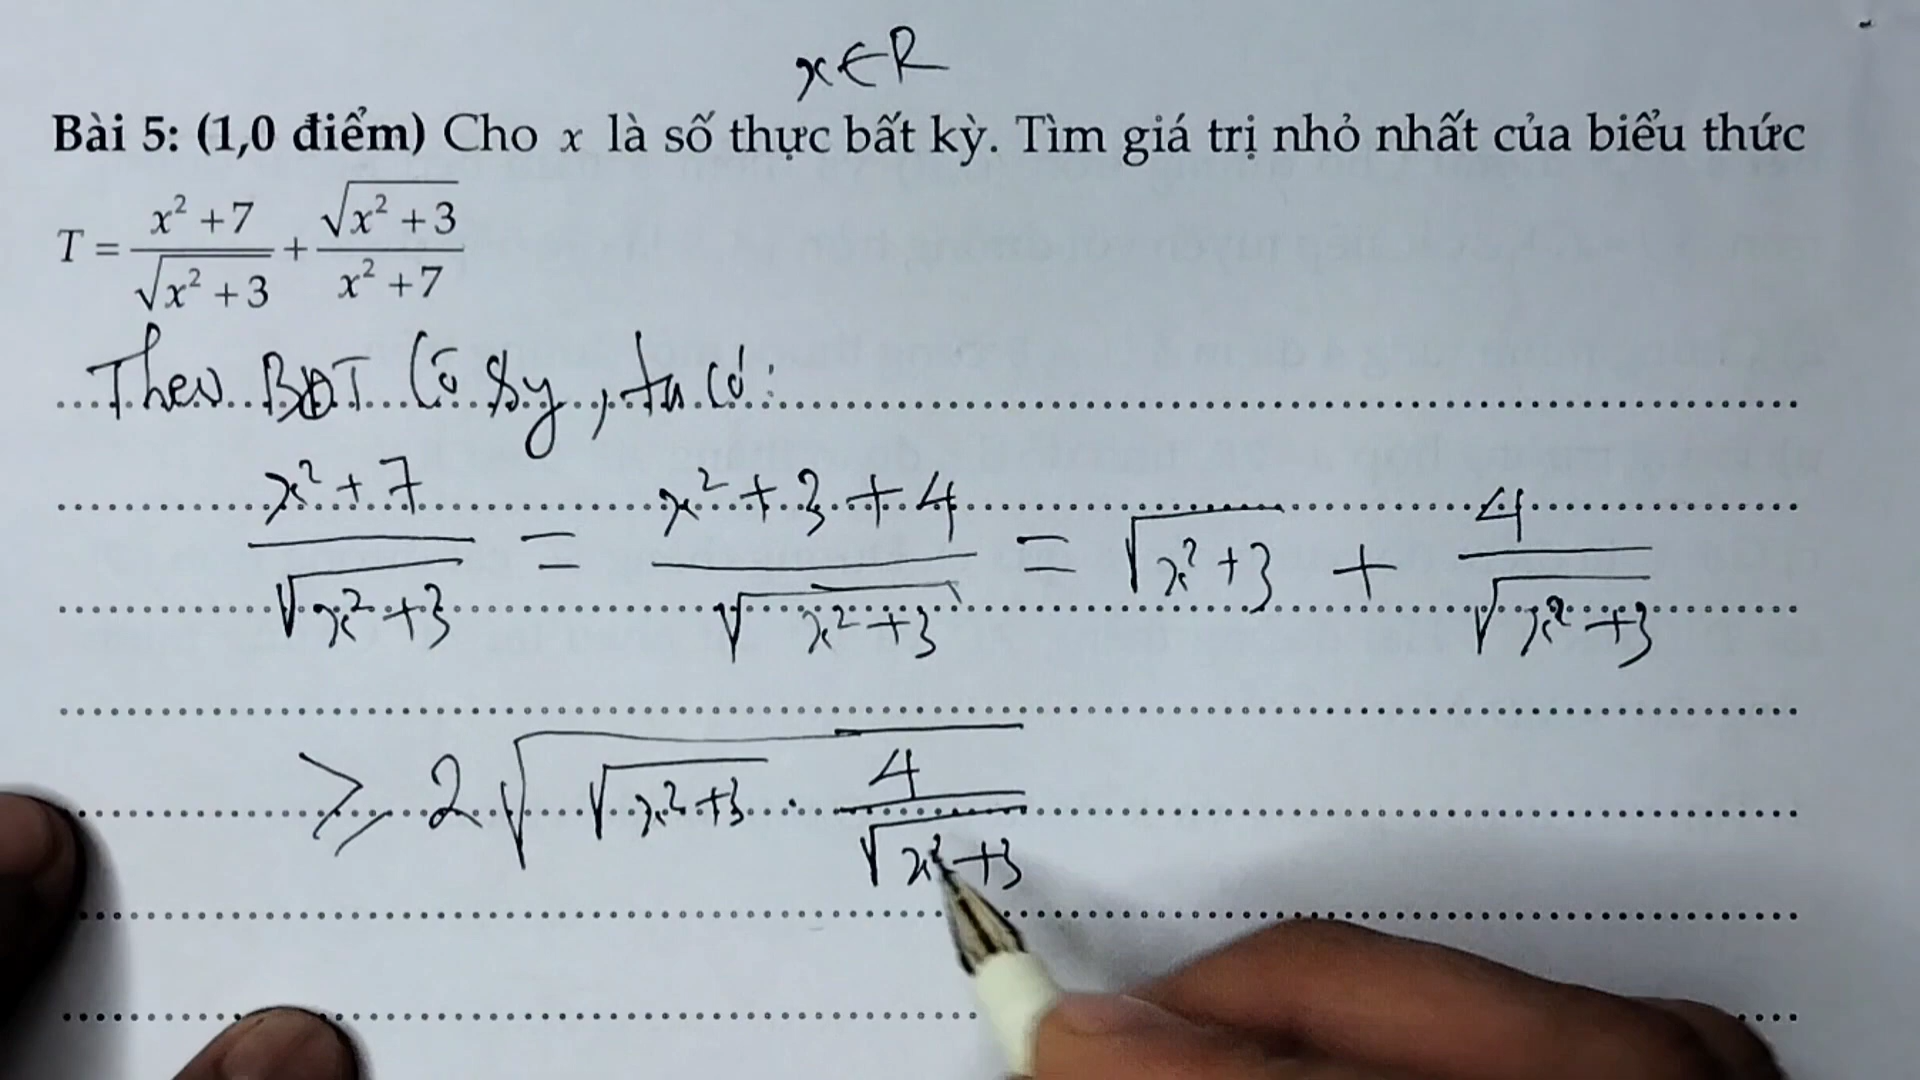 x∈R
Bài 5: (1,0 điểm) Cho x là số thực bất kỳ. Tìm giá trị nhỏ nhất của biểu thức
T = (x² + 7)/√(x² + 3) + √(x² + 3)/(x² + 7)
Theo BĐT Cô Sy, ta có:
(x² + 7)/√(x² + 3) = (x² + 3 + 4)/√(x² + 3) = √(x² + 3) + 4/√(x² + 3)
⩾ 2√(√(x² + 3) . 4/√(x² + 3))